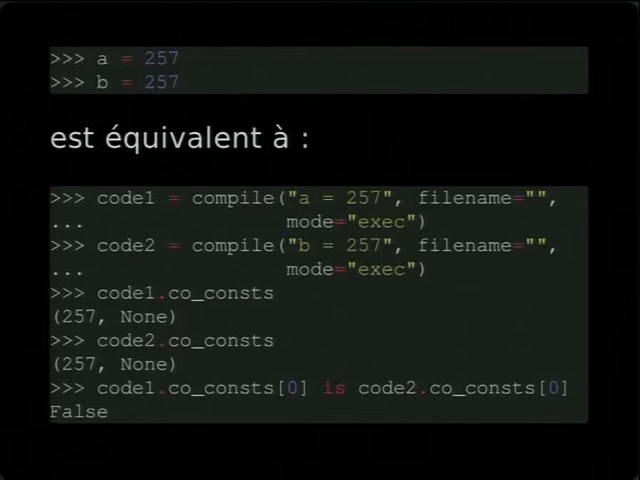 >>> a = 257
>>> b = 257
est équivalent à :
>>> code1 = compile("a = 257", filename="",
...                 mode="exec")
>>> code2 = compile("b = 257", filename="",
...                 mode="exec")
>>> code1.co_consts
(257, None)
>>> code2.co_consts
(257, None)
>>> code1.co_consts[0] is code2.co_consts[0]
False